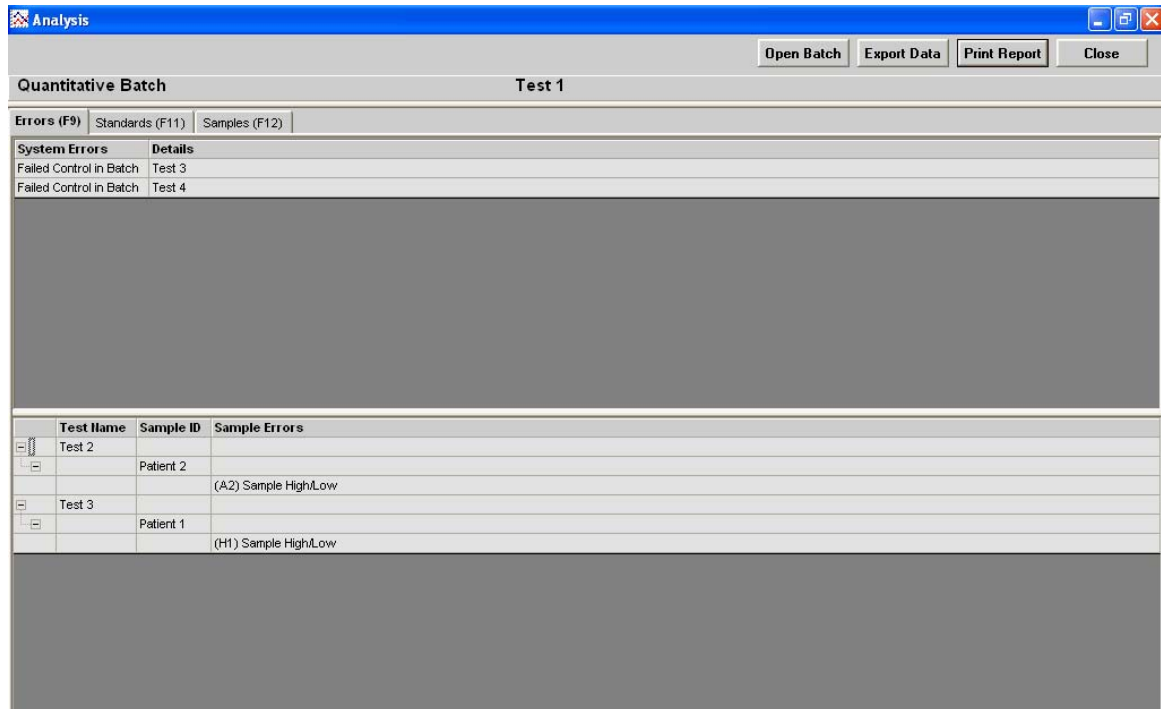 Analysis
Open Batch Export Data Print Report Close
Quantitative Batch Test 1
Errors (F9) Standards (F11) Samples (F12)
System Errors Details
Failed Control in Batch Test 3
Failed Control in Batch Test 4
Test Name Sample ID Sample Errors
Test 2
Patient 2
(A2) Sample High/Low
Test 3
Patient 1
(H1) Sample High/Low